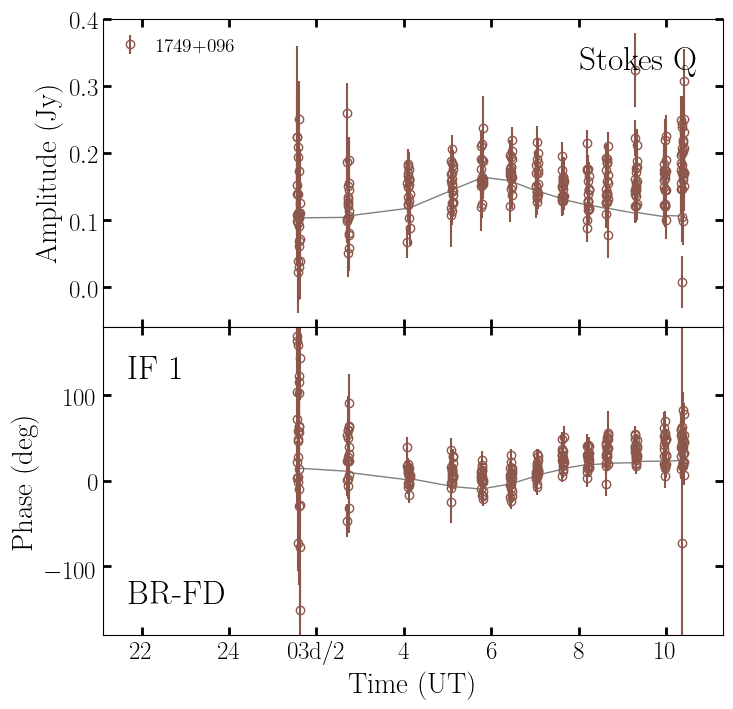 0.4
1749+096
Stokes Q
0.3
0.2
0.1
0.0
Amplitude (Jy)
IF 1
100
0
−100
Phase (deg)
BR-FD
22 24 03d/2 4 6 8 10
Time (UT)